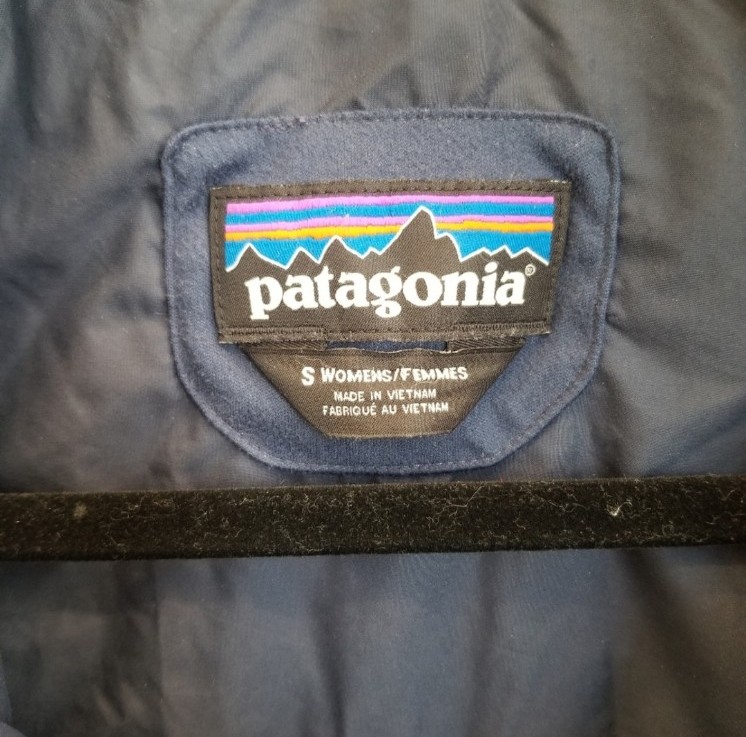 patagonia®
S WOMENS/FEMMES
MADE IN VIETNAM
FABRIQUÉ AU VIETNAM